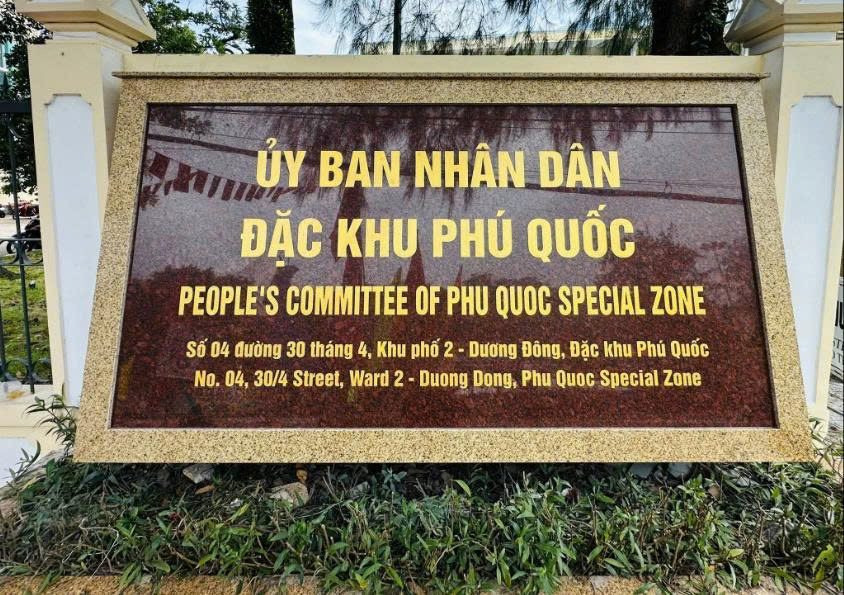 ỦY BAN NHÂN DÂN
ĐẶC KHU PHÚ QUỐC
PEOPLE'S COMMITTEE OF PHU QUOC SPECIAL ZONE
Số 04 đường 30 tháng 4, Khu phố 2 - Dương Đông, Đặc khu Phú Quốc
No. 04, 30/4 Street, Ward 2 - Duong Dong, Phu Quoc Special Zone